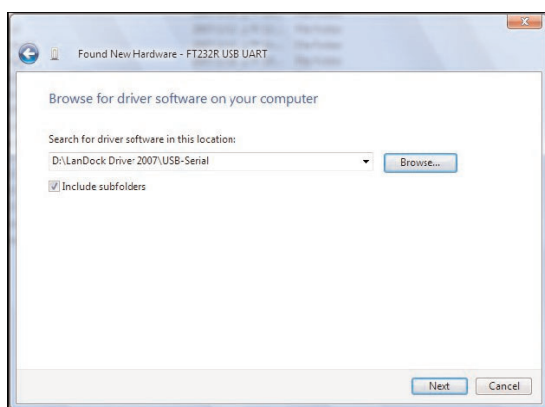 Found New Hardware - FT232R USB UART
Browse for driver software on your computer
Search for driver software in this location:
D:\LanDock Driver 2007\USB-Serial
Browse...
Include subfolders
Next Cancel